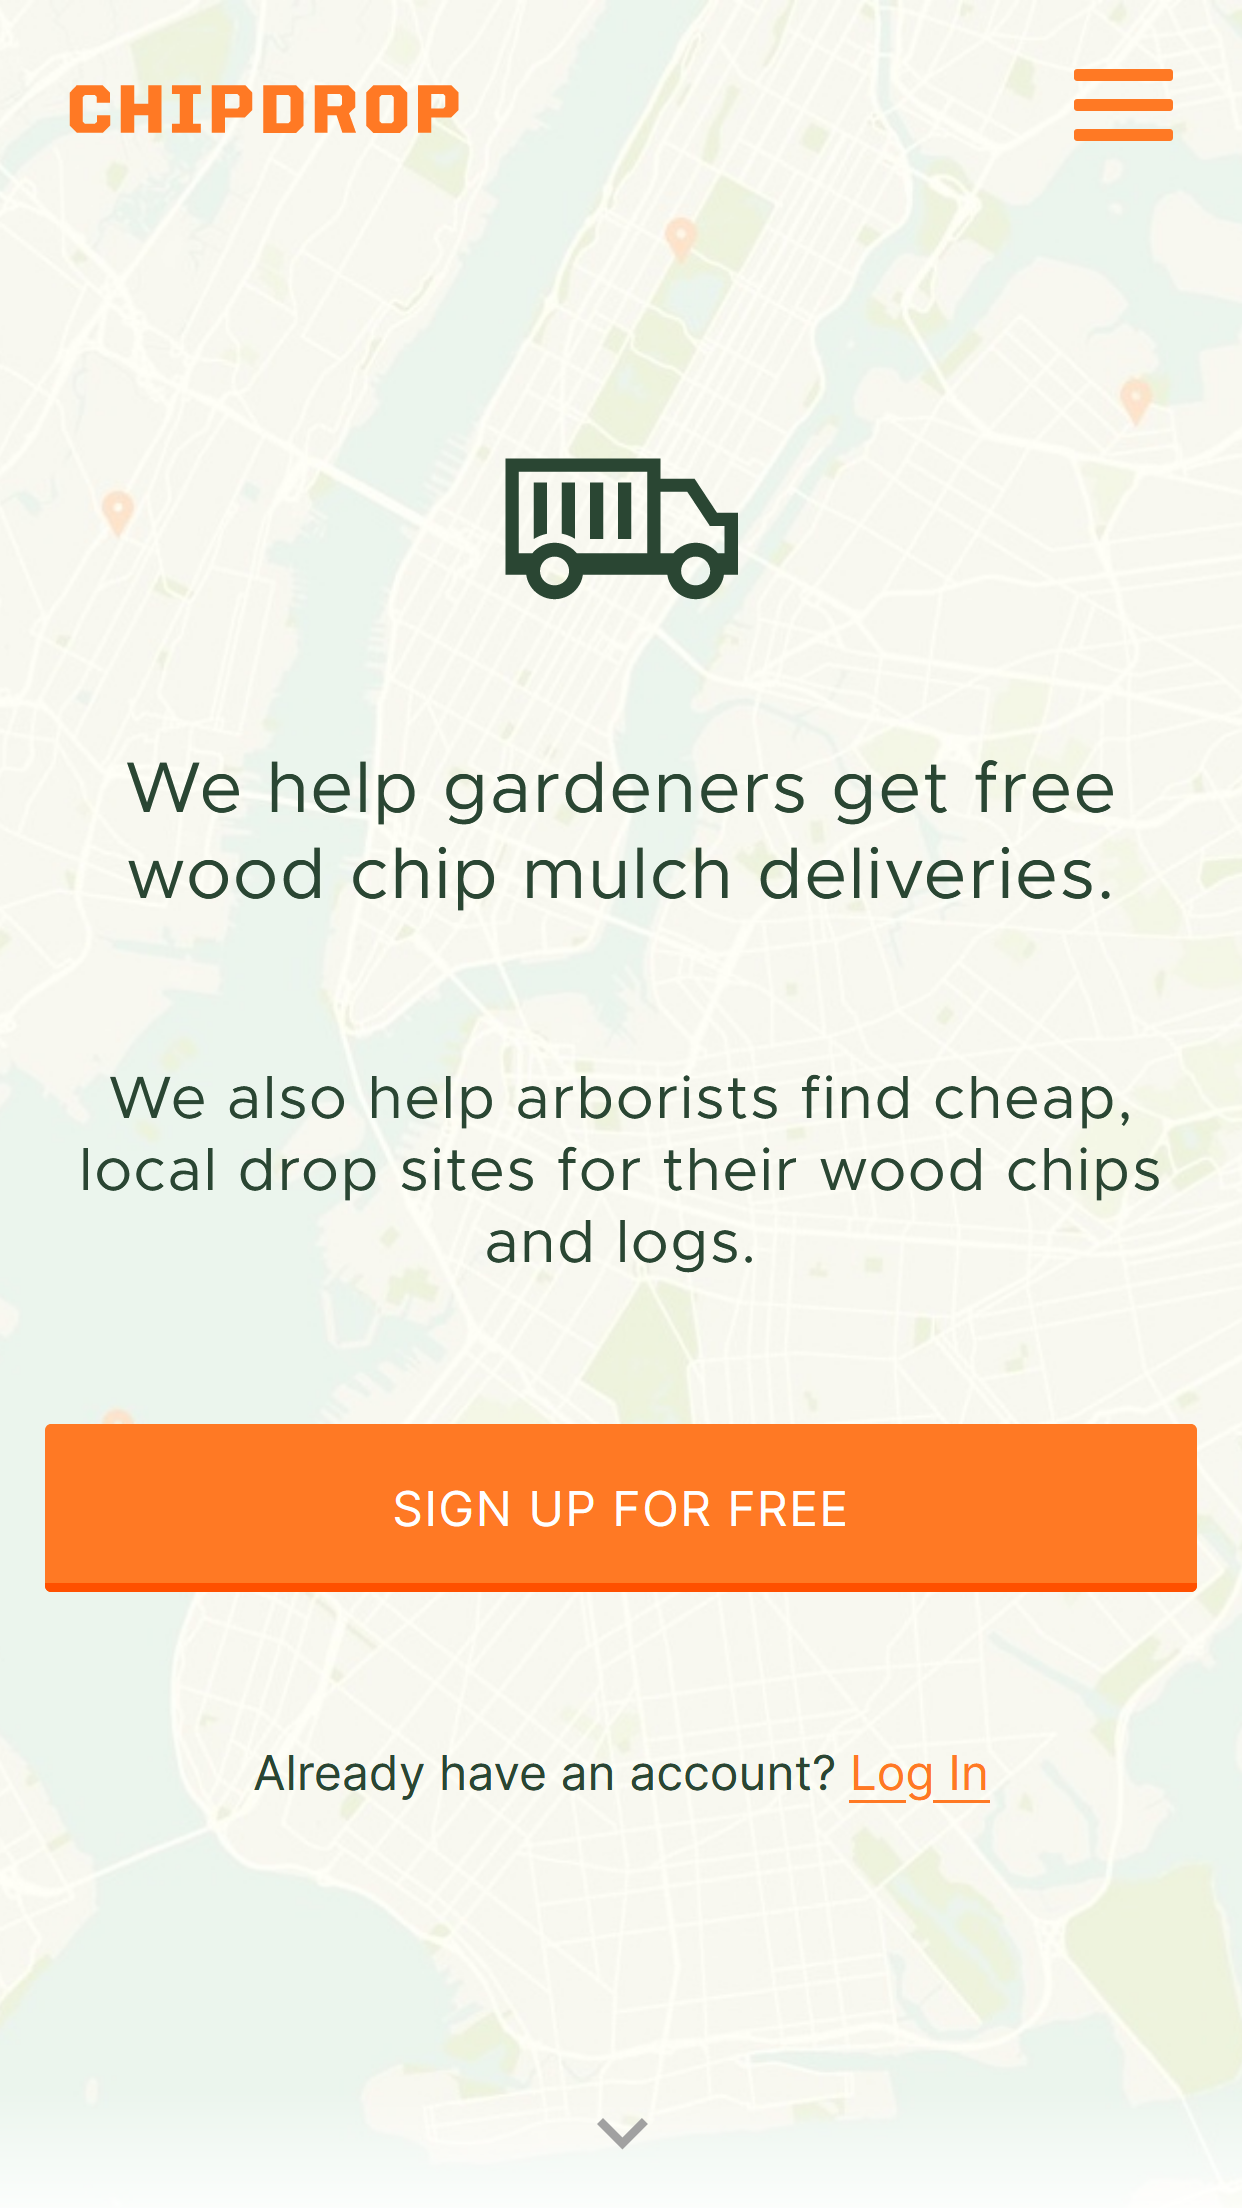 CHIPDROP
We help gardeners get free
wood chip mulch deliveries.
We also help arborists find cheap,
local drop sites for their wood chips
and logs.
SIGN UP FOR FREE
Already have an account? Log In